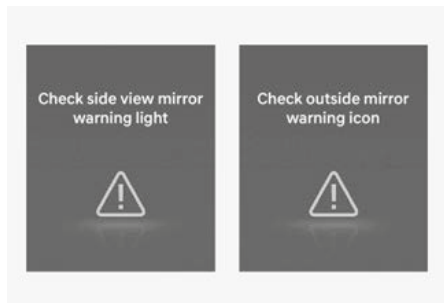 Check side view mirror
warning light
Check outside mirror
warning icon